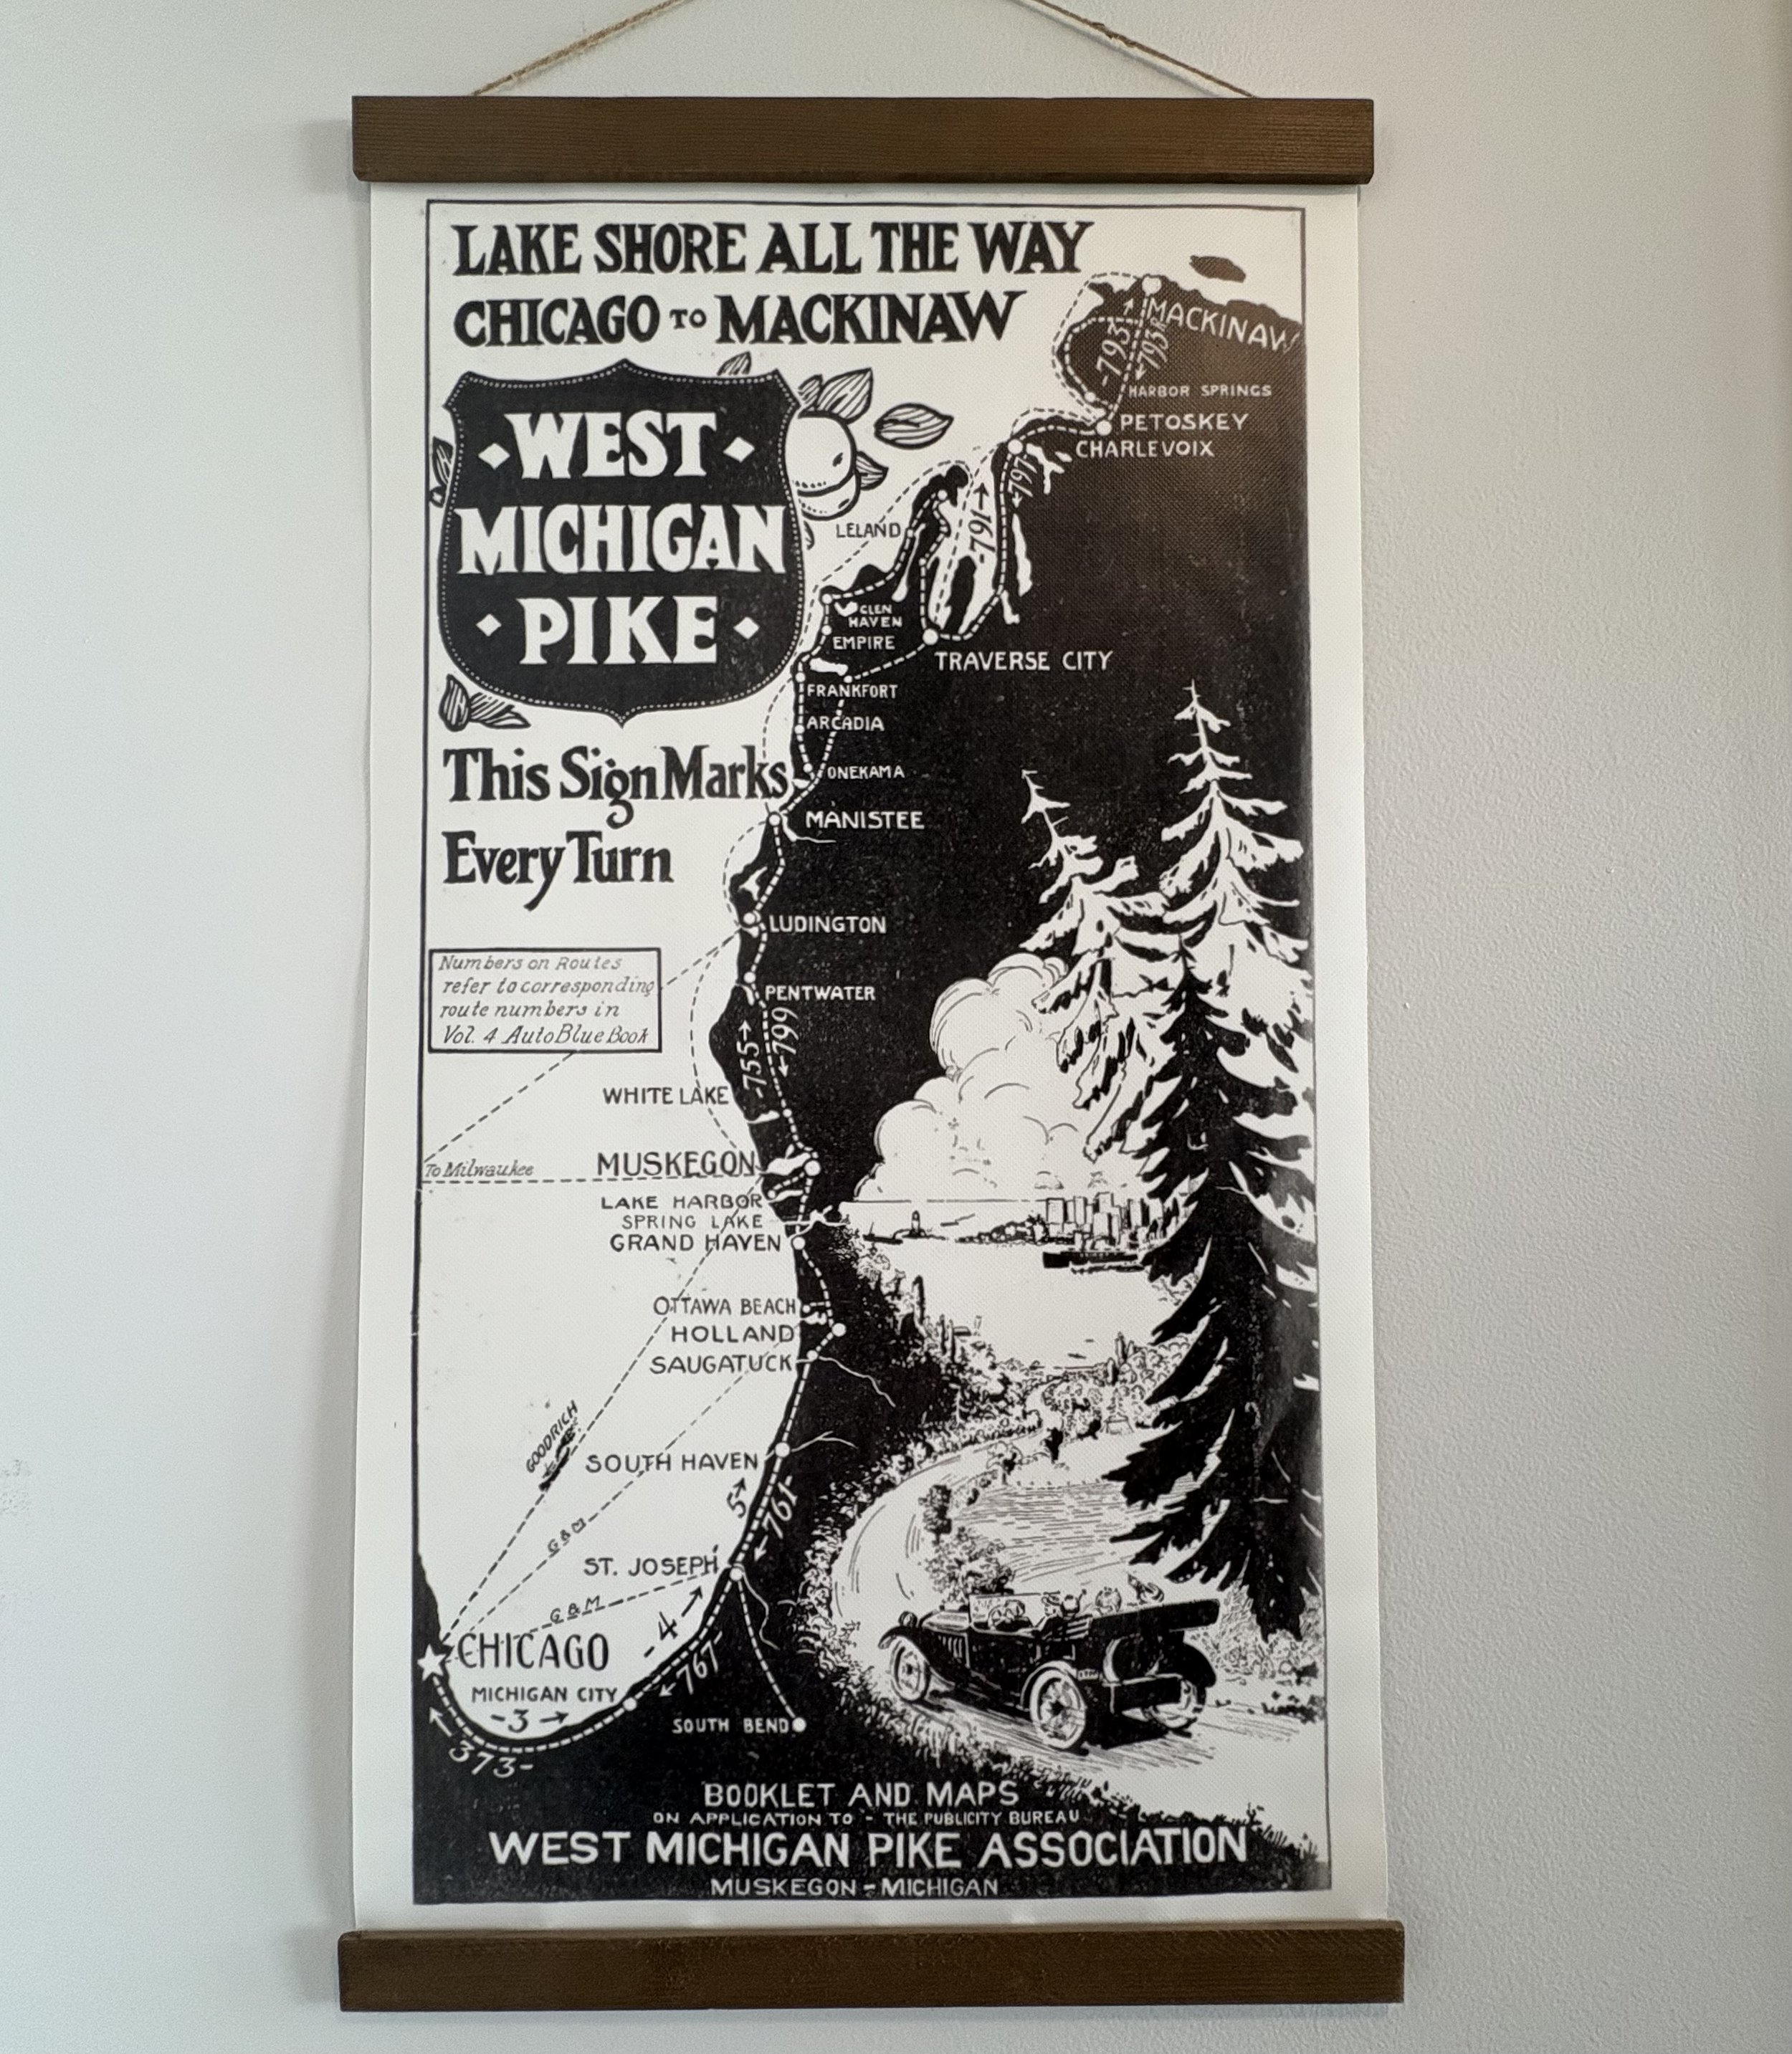 LAKE SHORE ALL THE WAY
CHICAGO TO MACKINAW
WEST
MICHIGAN
PIKE
This Sign Marks
Every Turn
Numbers on Routes
refer to corresponding
route numbers in
Vol. 4 Auto Blue Book
MACKINAW
-793
793R
HARBOR SPRINGS
PETOSKEY
CHARLEVOIX
791
-791
LELAND
GLEN
HAVEN
EMPIRE
TRAVERSE CITY
FRANKFORT
ARCADIA
ONEKAMA
MANISTEE
LUDINGTON
PENTWATER
-755
799
WHITE LAKE
To Milwaukee
MUSKEGON
LAKE HARBOR
SPRING LAKE
GRAND HAVEN
OTTAWA BEACH
HOLLAND
SAUGATUCK
GOODRICH
SOUTH HAVEN
5
761-
G & M
ST. JOSEPH
G & M
-4
CHICAGO
767-
MICHIGAN CITY
-3
SOUTH BEND
373-
BOOKLET AND MAPS
ON APPLICATION TO - THE PUBLICITY BUREAU
WEST MICHIGAN PIKE ASSOCIATION
MUSKEGON - MICHIGAN